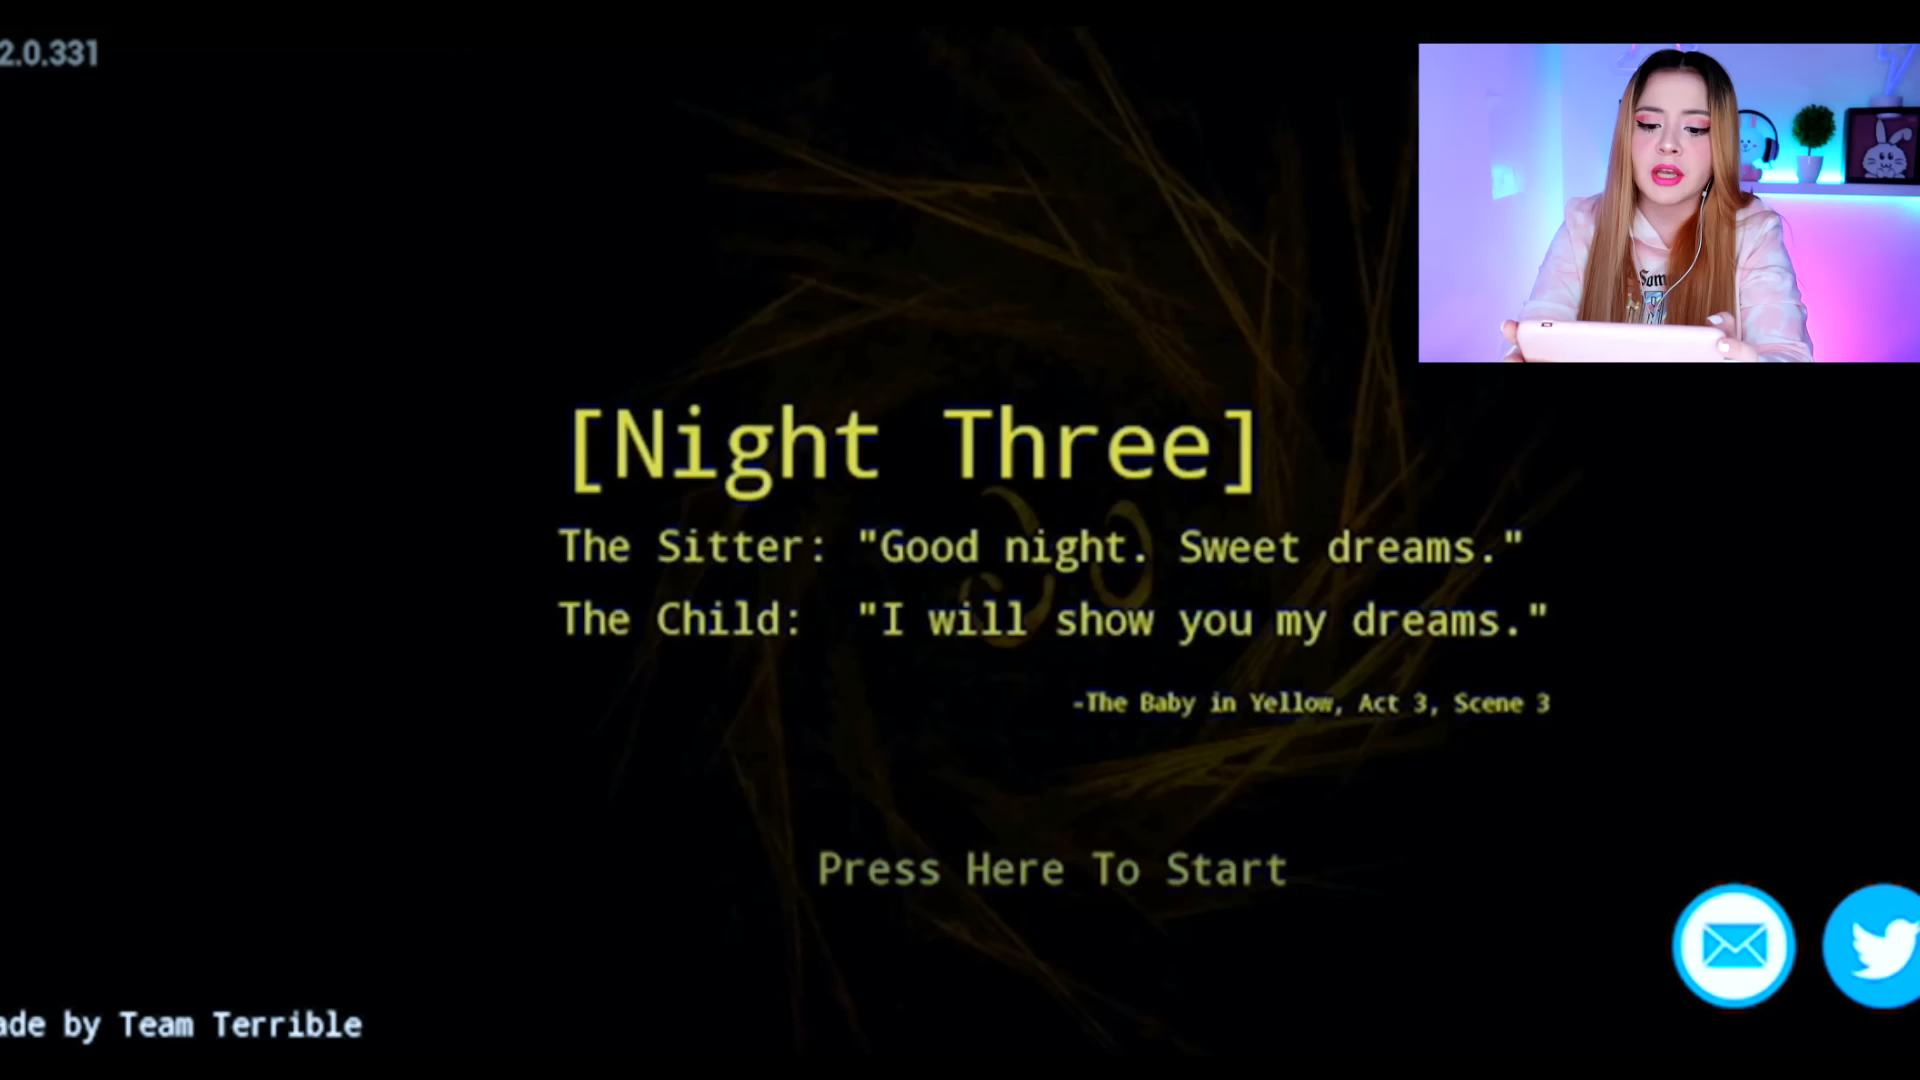 2.0.331
[Night Three]
The Sitter: "Good night. Sweet dreams."
The Child: "I will show you my dreams."
-The Baby in Yellow, Act 3, Scene 3
Press Here To Start
ade by Team Terrible
Som